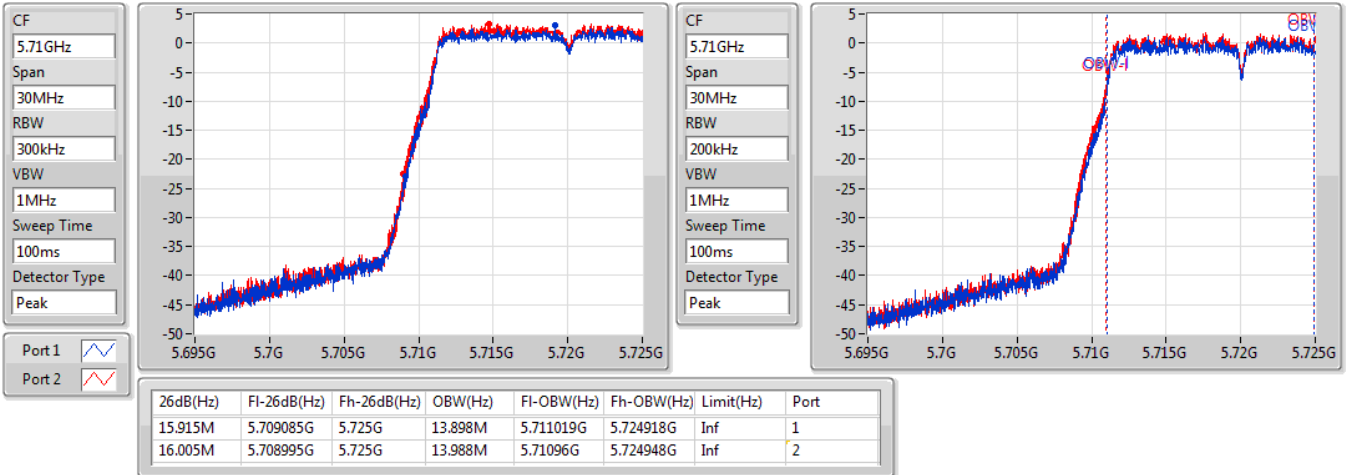 CF
5.71GHz
Span
30MHz
RBW
300kHz
VBW
1MHz
Sweep Time
100ms
Detector Type
Peak
Port 1
Port 2
5
0
-5
-10
-15
-20
-25
-30
-35
-40
-45
-50
5.695G 5.7G 5.705G 5.71G 5.715G 5.72G 5.725G
CF
5.71GHz
Span
30MHz
RBW
200kHz
VBW
1MHz
Sweep Time
100ms
Detector Type
Peak
5
0
-5
-10
-15
-20
-25
-30
-35
-40
-45
-50
OBW-l
5.695G 5.7G 5.705G 5.71G 5.715G 5.72G 5.725G
26dB(Hz) Fl-26dB(Hz) Fh-26dB(Hz) OBW(Hz) Fl-OBW(Hz) Fh-OBW(Hz) Limit(Hz) Port
15.915M 5.709085G 5.725G 13.898M 5.711019G 5.724918G Inf 1
16.005M 5.708995G 5.725G 13.988M 5.71096G 5.724948G Inf 2